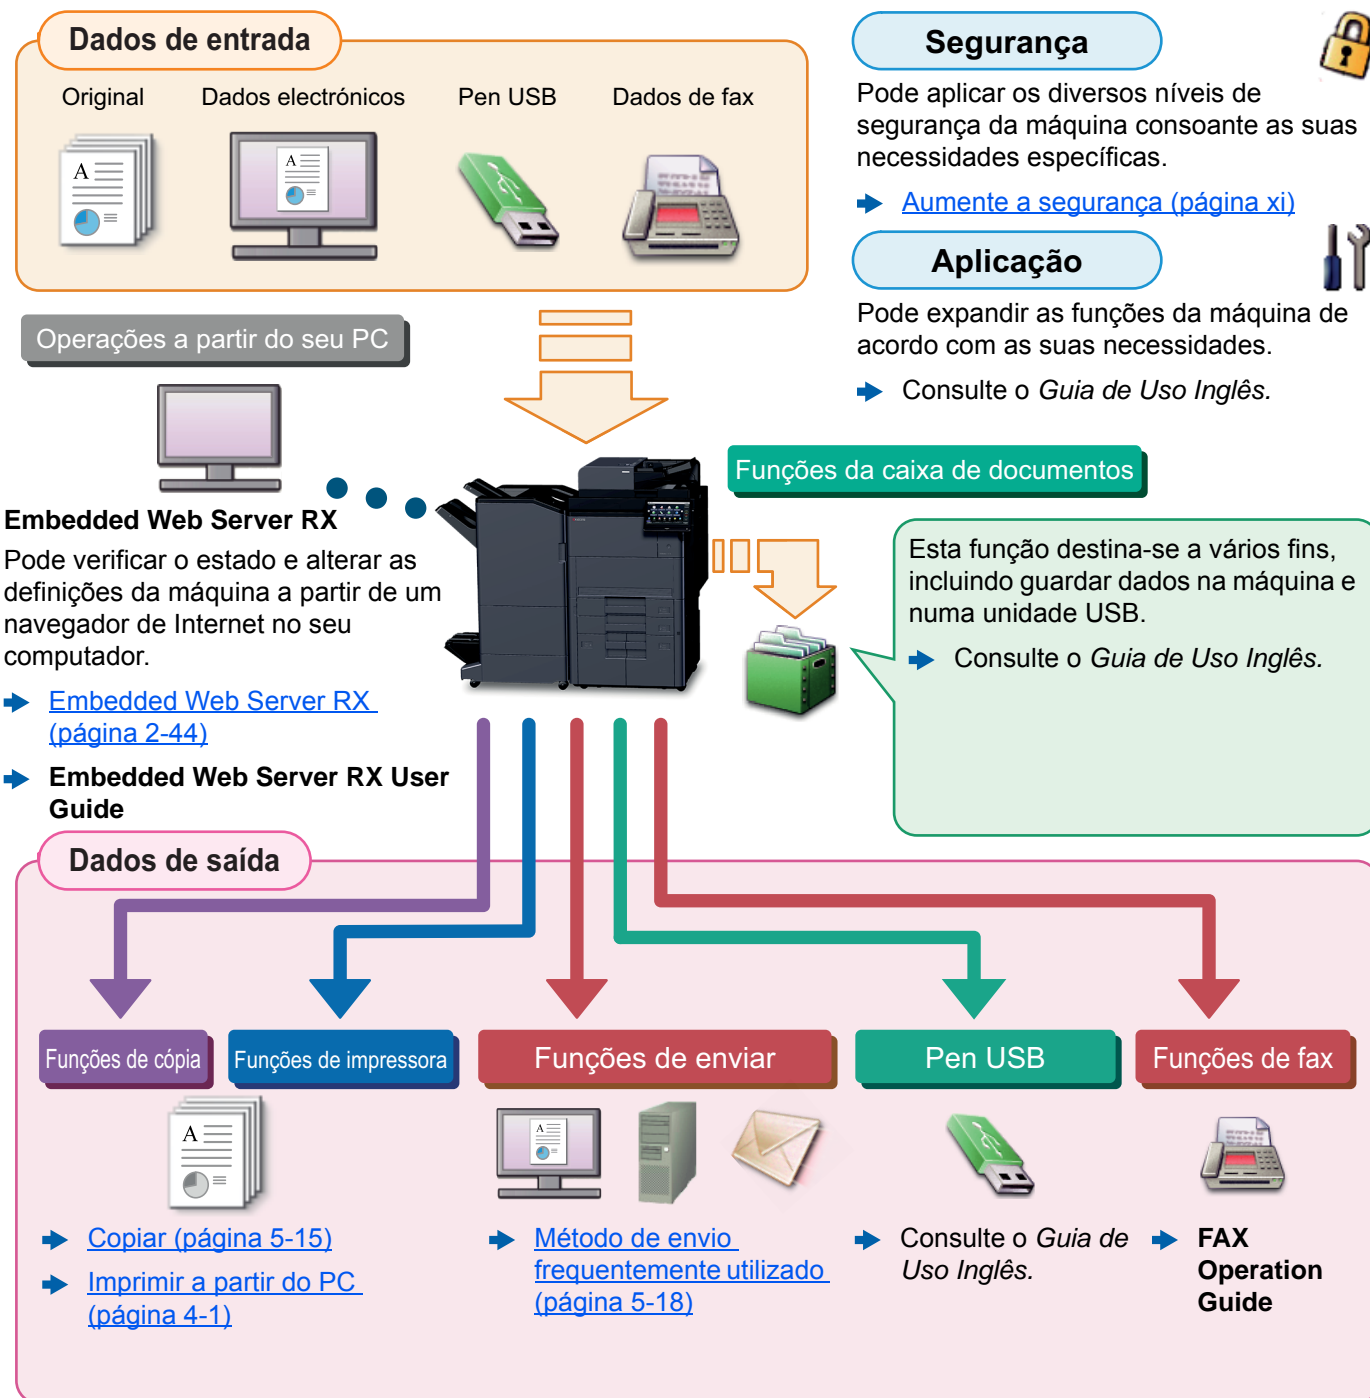 Dados de entrada
Original
Dados electrónicos
Pen USB
Dados de fax
Segurança
Pode aplicar os diversos níveis de
segurança da máquina consoante as suas
necessidades específicas.
Aumente a segurança (página xi)
Aplicação
Pode expandir as funções da máquina de
acordo com as suas necessidades.
Consulte o Guia de Uso Inglês.
Operações a partir do seu PC
Embedded Web Server RX
Pode verificar o estado e alterar as
definições da máquina a partir de um
navegador de Internet no seu
computador.
Embedded Web Server RX
(página 2-44)
Embedded Web Server RX User
Guide
Funções da caixa de documentos
Esta função destina-se a vários fins,
incluindo guardar dados na máquina e
numa unidade USB.
Consulte o Guia de Uso Inglês.
Dados de saída
Funções de cópia
Funções de impressora
Funções de enviar
Pen USB
Funções de fax
Copiar (página 5-15)
Imprimir a partir do PC
(página 4-1)
Método de envio
frequentemente utilizado
(página 5-18)
Consulte o Guia de
Uso Inglês.
FAX
Operation
Guide